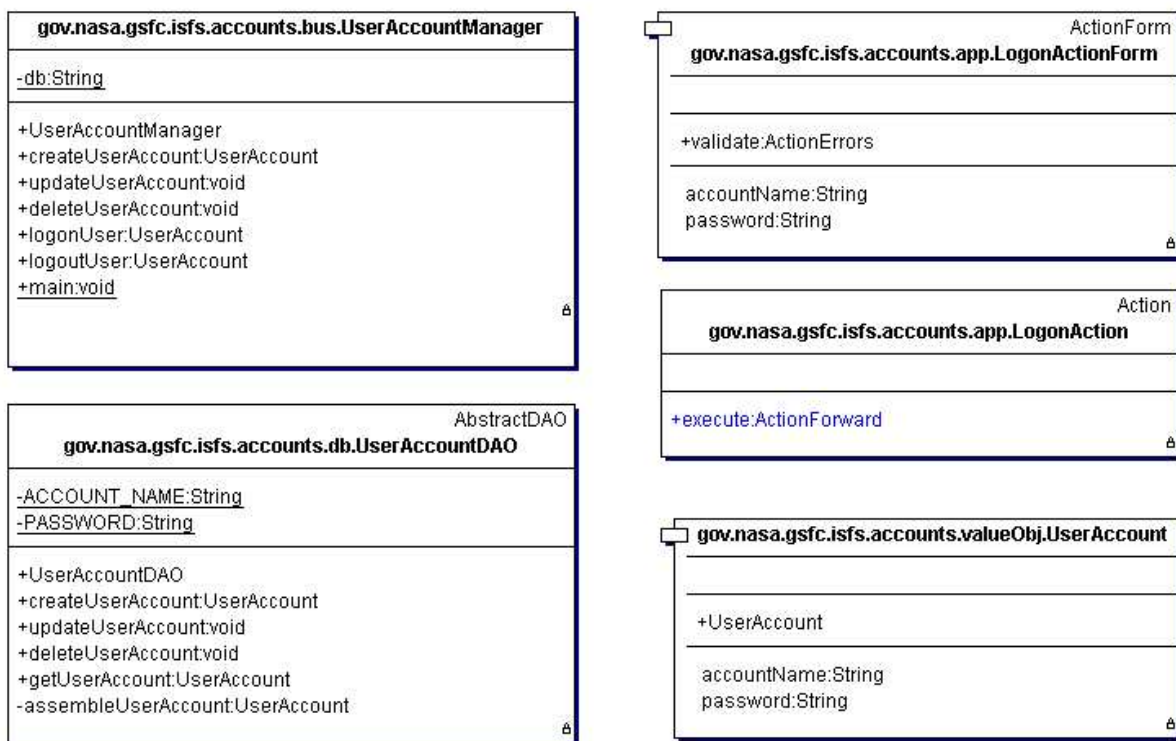 gov.nasa.gsfc.isfs.accounts.bus.UserAccountManager
-db:String
+UserAccountManager
+createUserAccount:UserAccount
+updateUserAccount:void
+deleteUserAccount:void
+logonUser:UserAccount
+logoutUser:UserAccount
+main:void
AbstractDAO
gov.nasa.gsfc.isfs.accounts.db.UserAccountDAO
-ACCOUNT_NAME:String
-PASSWORD:String
+UserAccountDAO
+createUserAccount:UserAccount
+updateUserAccount:void
+deleteUserAccount:void
+getUserAccount:UserAccount
-assembleUserAccount:UserAccount
ActionForm
gov.nasa.gsfc.isfs.accounts.app.LogonActionForm
+validate:ActionErrors
accountName:String
password:String
Action
gov.nasa.gsfc.isfs.accounts.app.LogonAction
+execute:ActionForward
gov.nasa.gsfc.isfs.accounts.valueObj.UserAccount
+UserAccount
accountName:String
password:String